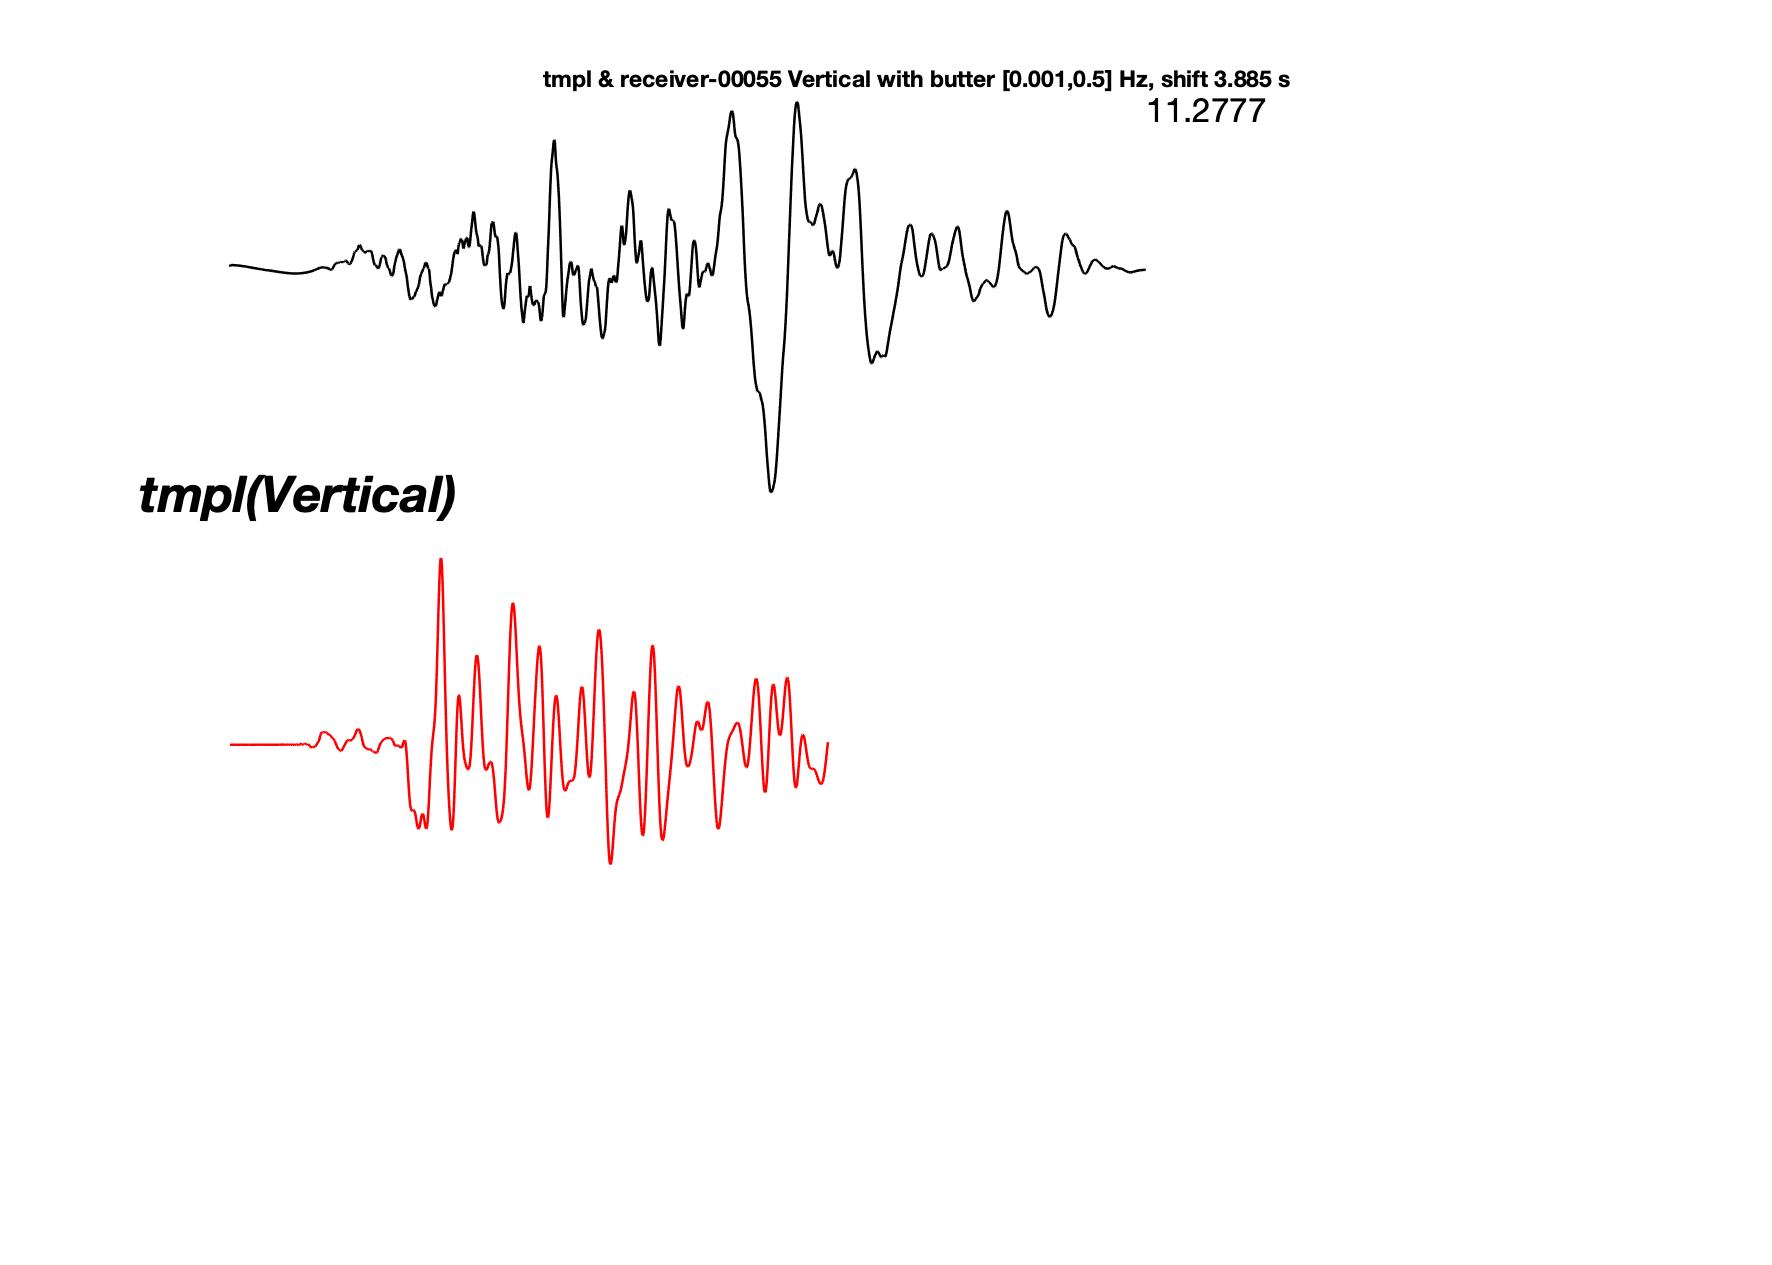 tmpl & receiver-00055 Vertical with butter [0.001,0.5] Hz, shift 3.885 s
11.2777
tmpl(Vertical)